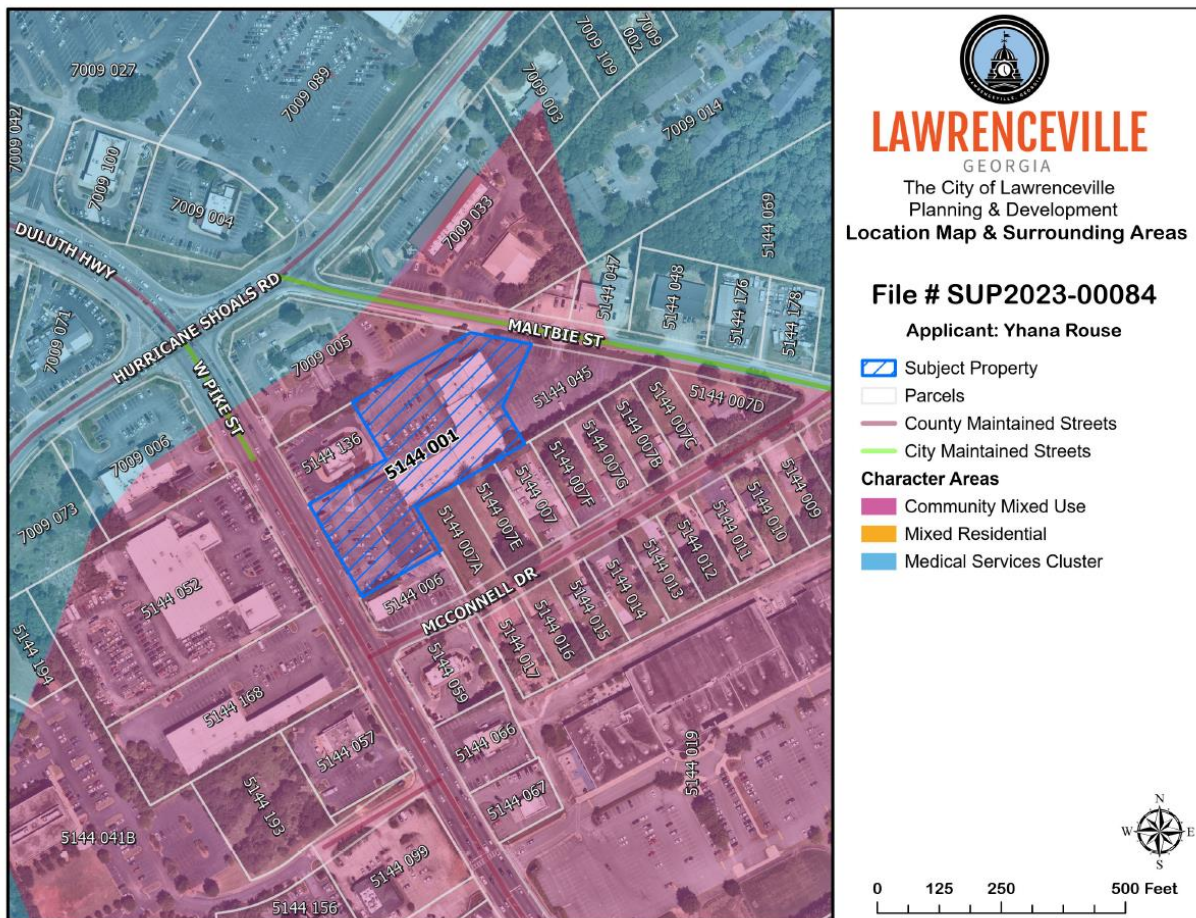 7009 027
7009 089
7009 109
7009 002
7009 003
7009 014
7009 042
7009 100
7009 004
7009 033
5144 069
DULUTH HWY
HURRICANE SHOALS RD
5144 047
5144 048
5144 176
5144 178
7009 071
MALTBIE ST
7009 005
W PIKE ST
5144 045
5144 007D
5144 007C
5144 007B
5144 007G
5144 007F
5144 136
5144 001
7009 006
7009 073
5144 007
5144 007E
5144 007A
5144 009
5144 010
5144 011
5144 012
5144 013
5144 014
5144 015
5144 016
5144 017
5144 052
5144 006
MCCONNELL DR
5144 194
5144 059
5144 168
5144 057
5144 066
5144 019
5144 067
5144 193
5144 041B
5144 099
5144 156
LAWRENCEVILLE, GEORGIA
LAWRENCEVILLE
GEORGIA
The City of Lawrenceville
Planning & Development
Location Map & Surrounding Areas
File # SUP2023-00084
Applicant: Yhana Rouse
Subject Property
Parcels
County Maintained Streets
City Maintained Streets
Character Areas
Community Mixed Use
Mixed Residential
Medical Services Cluster
N
W E
S
0 125 250 500 Feet